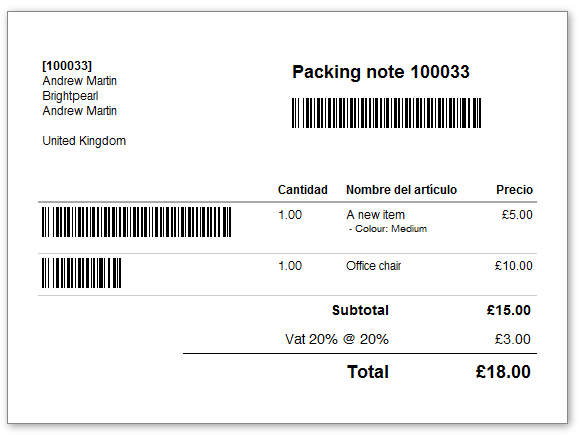 [100033]
Andrew Martin
Brightpearl
Andrew Martin
United Kingdom
Packing note 100033
Cantidad Nombre del artículo Precio
1.00 A new item £5.00
- Colour: Medium
1.00 Office chair £10.00
Subtotal £15.00
Vat 20% @ 20% £3.00
Total £18.00